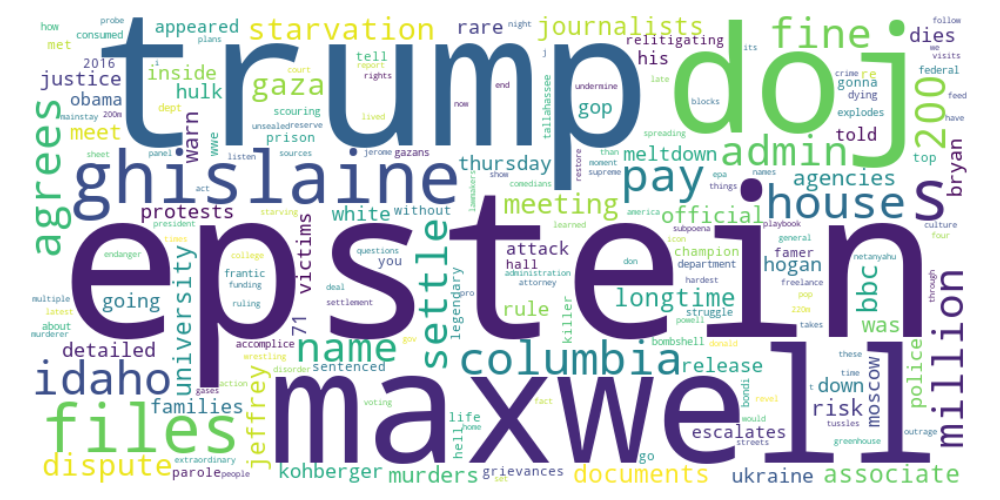 how
met
consumed
appeared
starvation
rare
journalists
relitigating
his
fine
dies
follow
we
visits
probe
night
plans
its
trump
doj
2016
justice
obama
inside
hulk
gaza
tell
report
rights
court
j
late
crime
re
gonna
federal
dying
feed
have
mainstay
200m
dept
wwe
scouring
unsealed
reserve
prison
lived
end
now
undermine
tallahassee
gop
blocks
spreading
explodes
200
meet
warn
agrees
sheet
panel
listen
sources
jerome
gazans
thursday
meltdown
admin
told
top
bryan
ghislaine
act
than
moment
supreme
epa
names
things
agencies
starving
show
comedians
restore
lawmakers
pay
house
s
protests
white
without
meeting
learned
america
official
subpoena
playbook
culture
four
president
times
victims
you
attack
hall
icon
champion
general
famer
netanyahu
endanger
college
questions
administration
attorney
don
department
hogan
epstein
frantic
funding
deal
settlement
legendary
settle
hardest
freelance
bbc
through
multiple
going
university
ruling
71
rule
killer
longtime
struggle
pop
220m
was
million
latest
about
murderer
accomplice
pro
gov
powell
bombshell
donald
takes
detailed
name
columbia
release
police
idaho
families
jeffrey
disorder
wrestling
sentenced
action
gases
fact
voting
maxwell
bondi
revel
would
these
time
t
down
tussles
risk
moscow
greenhouse
outrage
files
life
home
hell
streets
escalates
dispute
extraordinary
people
parole
kohberger
murders
grievances
set
documents
go
ukraine
associate
i